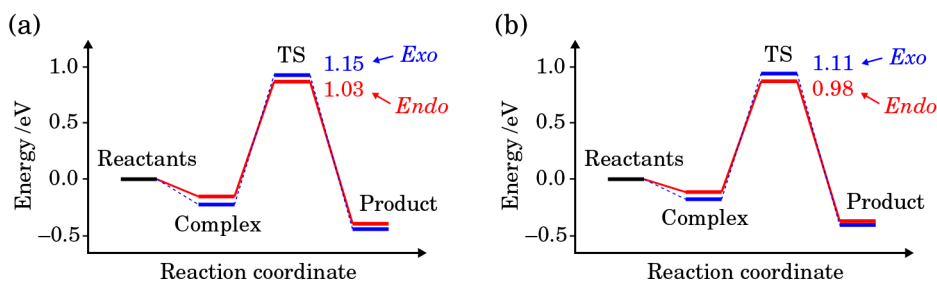 (a)
Energy /eV
1.0
0.5
0.0
−0.5
TS
1.15
Exo
1.03
Endo
Reactants
Complex
Product
Reaction coordinate
(b)
Energy /eV
1.0
0.5
0.0
−0.5
TS
1.11
Exo
0.98
Endo
Reactants
Complex
Product
Reaction coordinate